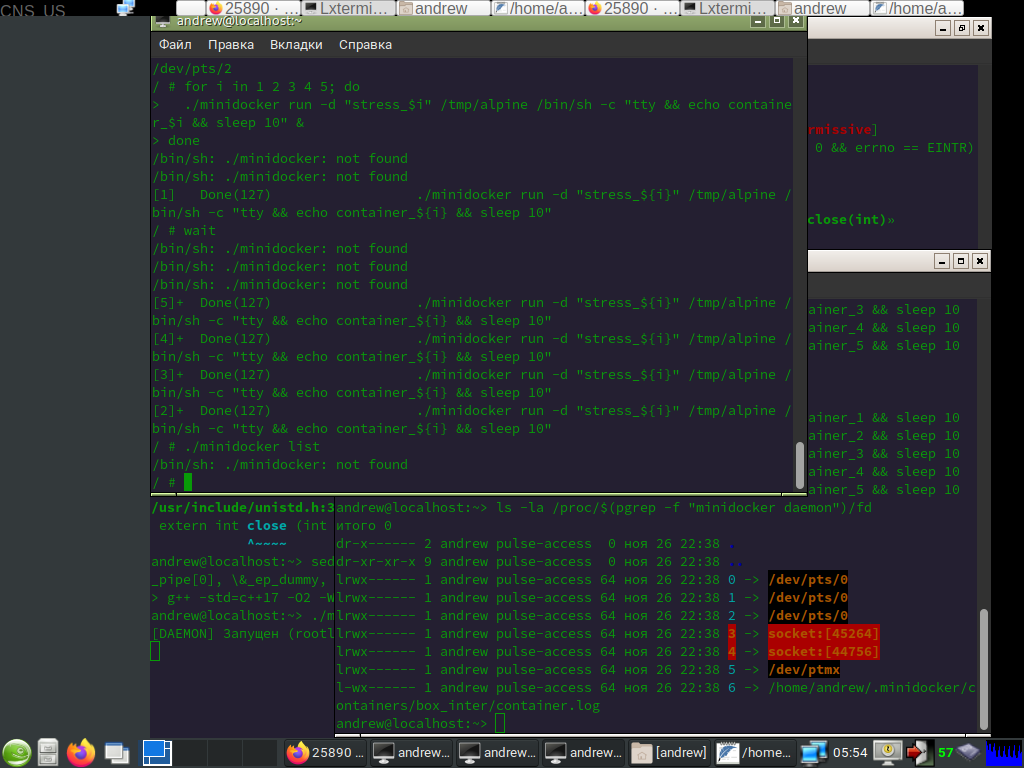 CNS_US
25890 · ...
Lxtermi...
andrew
/home/a...
25890 · ...
Lxtermi...
andrew
/home/a...
andrew@localhost:~
Файл Правка Вкладки Справка
/dev/pts/2
/ # for i in 1 2 3 4 5; do
>   ./minidocker run -d "stress_$i" /tmp/alpine /bin/sh -c "tty && echo containe
r_$i && sleep 10" &
> done
/bin/sh: ./minidocker: not found
/bin/sh: ./minidocker: not found
[1]   Done(127)                  ./minidocker run -d "stress_${i}" /tmp/alpine /
bin/sh -c "tty && echo container_${i} && sleep 10"
/ # wait
/bin/sh: ./minidocker: not found
/bin/sh: ./minidocker: not found
/bin/sh: ./minidocker: not found
[5]+  Done(127)                  ./minidocker run -d "stress_${i}" /tmp/alpine /
bin/sh -c "tty && echo container_${i} && sleep 10"
[4]+  Done(127)                  ./minidocker run -d "stress_${i}" /tmp/alpine /
bin/sh -c "tty && echo container_${i} && sleep 10"
[3]+  Done(127)                  ./minidocker run -d "stress_${i}" /tmp/alpine /
bin/sh -c "tty && echo container_${i} && sleep 10"
[2]+  Done(127)                  ./minidocker run -d "stress_${i}" /tmp/alpine /
bin/sh -c "tty && echo container_${i} && sleep 10"
/ # ./minidocker list
/bin/sh: ./minidocker: not found
/ #
rmissive]
0 && errno == EINTR)
close(int)»
ainer_3 && sleep 10
ainer_4 && sleep 10
ainer_5 && sleep 10
ainer_1 && sleep 10
ainer_2 && sleep 10
ainer_3 && sleep 10
ainer_4 && sleep 10
ainer_5 && sleep 10
/usr/include/unistd.h:3
extern int close (int
^~~~~
andrew@localhost:~> sed
_pipe[0], \&_ep_dummy,
> g++ -std=c++17 -O2 -W
andrew@localhost:~> ./m
[DAEMON] Запущен (rootl
andrew@localhost:~> ls -la /proc/$(pgrep -f "minidocker daemon")/fd
итого 0
dr-x------ 2 andrew pulse-access  0 ноя 26 22:38 .
dr-xr-xr-x 9 andrew pulse-access  0 ноя 26 22:38 ..
lrwx------ 1 andrew pulse-access 64 ноя 26 22:38 0 -> /dev/pts/0
lrwx------ 1 andrew pulse-access 64 ноя 26 22:38 1 -> /dev/pts/0
lrwx------ 1 andrew pulse-access 64 ноя 26 22:38 2 -> /dev/pts/0
lrwx------ 1 andrew pulse-access 64 ноя 26 22:38 3 -> socket:[45264]
lrwx------ 1 andrew pulse-access 64 ноя 26 22:38 4 -> socket:[44756]
lrwx------ 1 andrew pulse-access 64 ноя 26 22:38 5 -> /dev/ptmx
l-wx------ 1 andrew pulse-access 64 ноя 26 22:38 6 -> /home/andrew/.minidocker/c
ontainers/box_inter/container.log
andrew@localhost:~>
25890 ...
andrew...
andrew...
andrew...
[andrew]
/home...
05:54
57